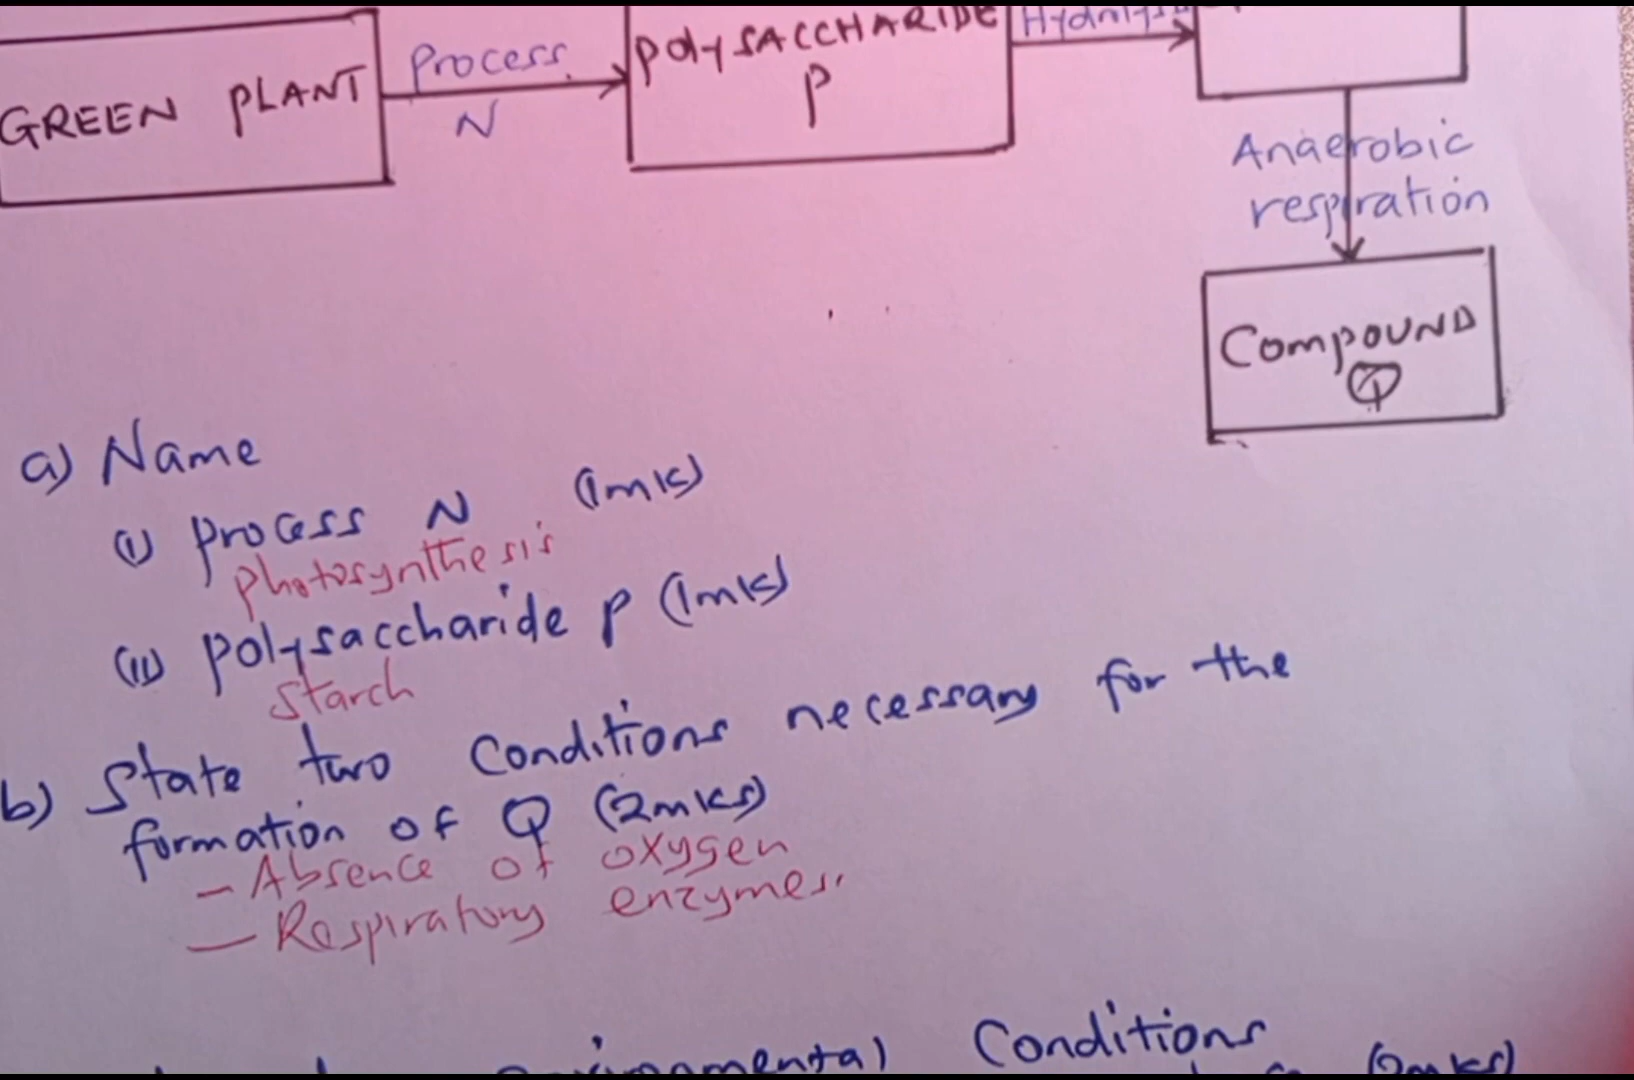 GREEN PLANT
Process
N
POLYSACCHARIDE
P
Anaerobic
respiration
COMPOUND
Q
a) Name
(i) process N (1mk)
photosynthesis
(ii) polysaccharide P (1mk)
starch
b) State two conditions necessary for the
formation of Q (2mks)
– Absence of oxygen
– Respiratory enzymes.
Conditions
(2mks)